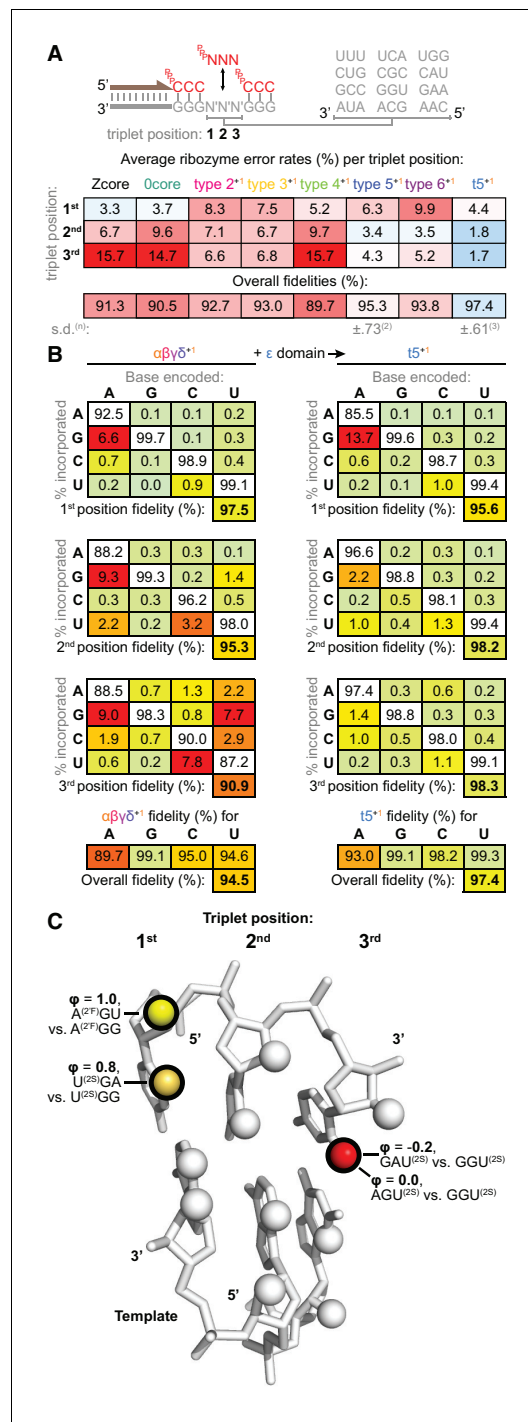 A
PPP NNN
PPP CCC PPP CCC
5'
3' GGGN'N'N'GGG
UUU UCA UGG
CUG CGC CAU
GCC GGU GAA
3' AUA ACG AAC 5'
triplet position: 1 2 3
Average ribozyme error rates (%) per triplet position:
Zcore 0core type 2+1 type 3+1 type 4+1 type 5+1 type 6+1 t5+1
triplet position:
1st 3.3 3.7 8.3 7.5 5.2 6.3 9.9 4.4
2nd 6.7 9.6 7.1 6.7 9.7 3.4 3.5 1.8
3rd 15.7 14.7 6.6 6.8 15.7 4.3 5.2 1.7
Overall fidelities (%):
91.3 90.5 92.7 93.0 89.7 95.3 93.8 97.4
s.d.(n): ±.73(2) ±.61(3)
B
αβγδ+1 + ε domain t5+1
Base encoded: Base encoded:
A G C U A G C U
% incorporated % incorporated
A 92.5 0.1 0.1 0.2 A 85.5 0.1 0.1 0.1
G 6.6 99.7 0.1 0.3 G 13.7 99.6 0.3 0.2
C 0.7 0.1 98.9 0.4 C 0.6 0.2 98.7 0.3
U 0.2 0.0 0.9 99.1 U 0.2 0.1 1.0 99.4
1st position fidelity (%): 97.5 1st position fidelity (%): 95.6
% incorporated % incorporated
A 88.2 0.3 0.3 0.1 A 96.6 0.2 0.3 0.1
G 9.3 99.3 0.2 1.4 G 2.2 98.8 0.3 0.2
C 0.3 0.3 96.2 0.5 C 0.2 0.5 98.1 0.3
U 2.2 0.2 3.2 98.0 U 1.0 0.4 1.3 99.4
2nd position fidelity (%): 95.3 2nd position fidelity (%): 98.2
% incorporated % incorporated
A 88.5 0.7 1.3 2.2 A 97.4 0.3 0.6 0.2
G 9.0 98.3 0.8 7.7 G 1.4 98.8 0.3 0.3
C 1.9 0.7 90.0 2.9 C 1.0 0.5 98.0 0.4
U 0.6 0.2 7.8 87.2 U 0.2 0.3 1.1 99.1
3rd position fidelity (%): 90.9 3rd position fidelity (%): 98.3
αβγδ+1 fidelity (%) for t5+1 fidelity (%) for
A G C U A G C U
89.7 99.1 95.0 94.6 93.0 99.1 98.2 99.3
Overall fidelity (%): 94.5 Overall fidelity (%): 97.4
C
Triplet position:
1st 2nd 3rd
φ = 1.0,
A(2'F)GU
vs. A(2'F)GG
5'
3'
φ = 0.8,
U(2S)GA
vs. U(2S)GG
φ = -0.2,
GAU(2S) vs. GGU(2S)
φ = 0.0,
AGU(2S) vs. GGU(2S)
3'
5'
Template